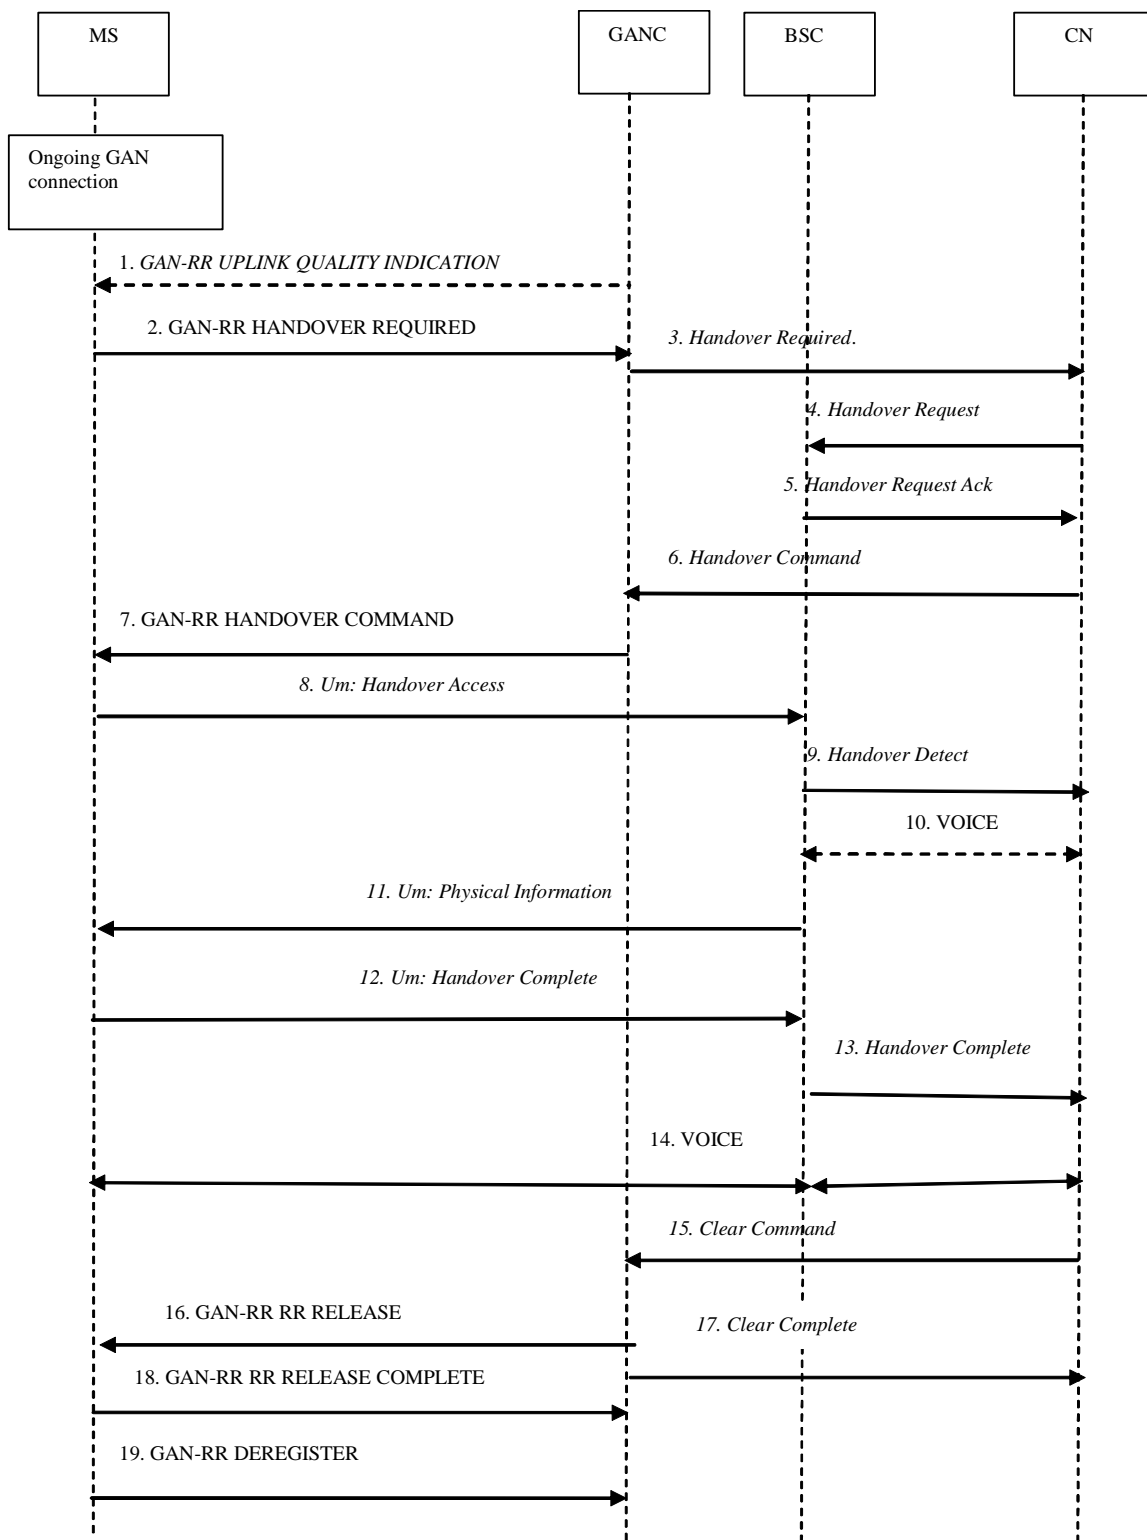 MS
GANC
BSC
CN
Ongoing GAN
connection
1. GAN-RR UPLINK QUALITY INDICATION
2. GAN-RR HANDOVER REQUIRED
3. Handover Required.
4. Handover Request
5. Handover Request Ack
6. Handover Command
7. GAN-RR HANDOVER COMMAND
8. Um: Handover Access
9. Handover Detect
10. VOICE
11. Um: Physical Information
12. Um: Handover Complete
13. Handover Complete
14. VOICE
15. Clear Command
16. GAN-RR RR RELEASE
17. Clear Complete
18. GAN-RR RR RELEASE COMPLETE
19. GAN-RR DEREGISTER